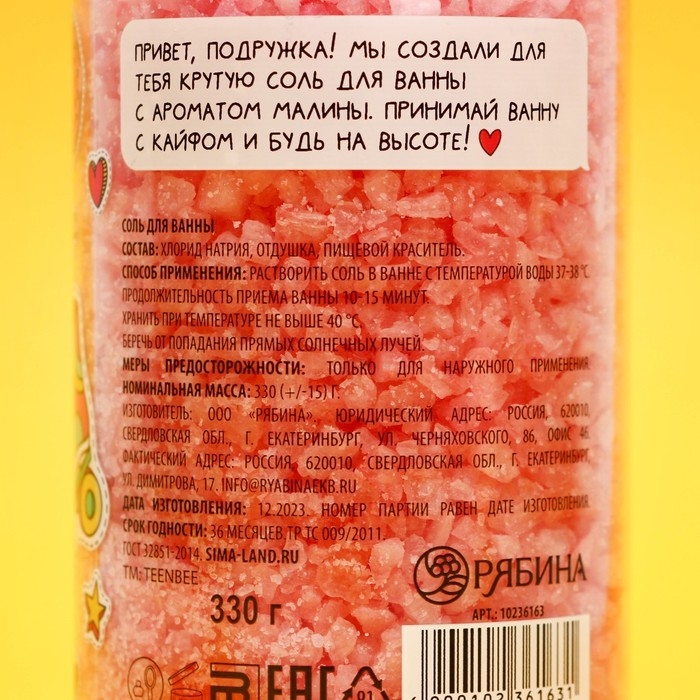 ПРИВЕТ, ПОДРУЖКА! МЫ СОЗДАЛИ ДЛЯ
ТЕБЯ КРУТУЮ СОЛЬ ДЛЯ ВАННЫ
С АРОМАТОМ МАЛИНЫ. ПРИНИМАЙ ВАННУ
С КАЙФОМ И БУДЬ НА ВЫСОТЕ!
СОЛЬ ДЛЯ ВАННЫ
СОСТАВ: ХЛОРИД НАТРИЯ, ОТДУШКА, ПИЩЕВОЙ КРАСИТЕЛЬ.
СПОСОБ ПРИМЕНЕНИЯ: РАСТВОРИТЬ СОЛЬ В ВАННЕ С ТЕМПЕРАТУРОЙ ВОДЫ 37-38 °С.
ПРОДОЛЖИТЕЛЬНОСТЬ ПРИЕМА ВАННЫ 10-15 МИНУТ.
ХРАНИТЬ ПРИ ТЕМПЕРАТУРЕ НЕ ВЫШЕ 40 °С.
БЕРЕЧЬ ОТ ПОПАДАНИЯ ПРЯМЫХ СОЛНЕЧНЫХ ЛУЧЕЙ.
МЕРЫ ПРЕДОСТОРОЖНОСТИ: ТОЛЬКО ДЛЯ НАРУЖНОГО ПРИМЕНЕНИЯ.
НОМИНАЛЬНАЯ МАССА: 330 (+/-15) Г.
ИЗГОТОВИТЕЛЬ: ООО «РЯБИНА». ЮРИДИЧЕСКИЙ АДРЕС: РОССИЯ, 620010,
СВЕРДЛОВСКАЯ ОБЛ., Г. ЕКАТЕРИНБУРГ, УЛ. ЧЕРНЯХОВСКОГО, 86, ОФИС 46.
ФАКТИЧЕСКИЙ АДРЕС: РОССИЯ, 620010, СВЕРДЛОВСКАЯ ОБЛ., Г. ЕКАТЕРИНБУРГ,
УЛ. ДИМИТРОВА, 17. INFO@RYABINAEKB.RU
ДАТА ИЗГОТОВЛЕНИЯ: 12.2023. НОМЕР ПАРТИИ РАВЕН ДАТЕ ИЗГОТОВЛЕНИЯ.
СРОК ГОДНОСТИ: 36 МЕСЯЦЕВ. ТР ТС 009/2011.
ГОСТ 32851-2014. SIMA-LAND.RU
ТМ: TEENBEE
РЯБИНА
330 г
АРТ.: 10236163
EAC